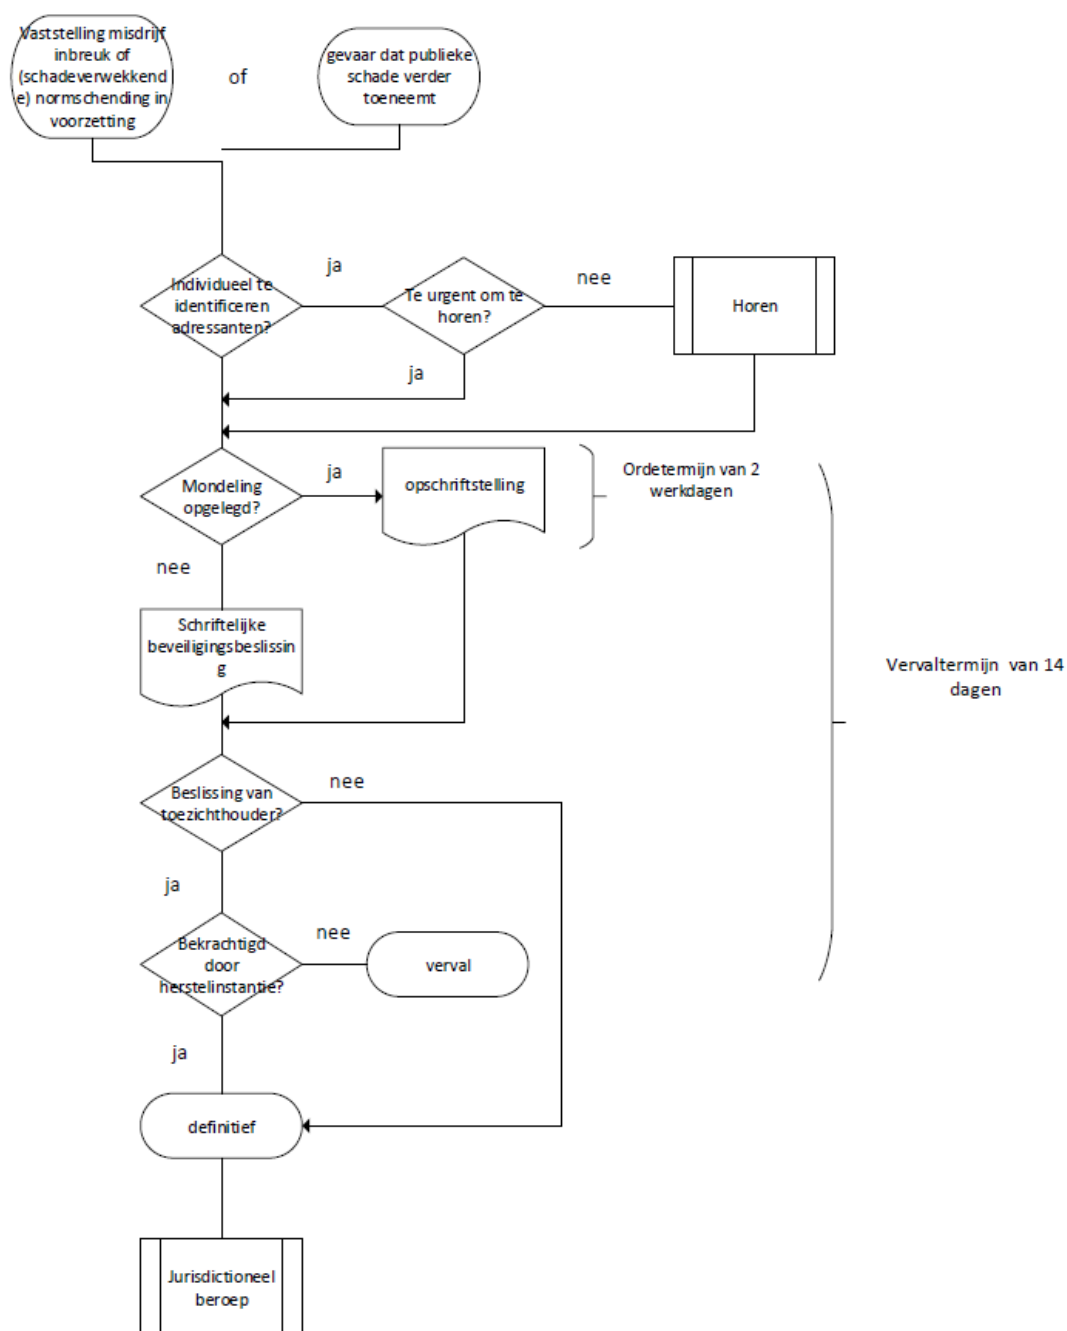 Vaststelling misdrijf
inbreuk of
(schadeverwekkend
e) normschending in
voorzetting
of
gevaar dat publieke
schade verder
toeneemt
Individueel te
identificeren
adressanten?
ja
Te urgent om te
horen?
nee
Horen
ja
Mondeling
opgelegd?
ja
opschriftstelling
Ordetermijn van 2
werkdagen
nee
Schriftelijke
beveiligingsbeslissin
g
Vervaltermijn van 14
dagen
Beslissing van
toezichthouder?
nee
ja
Bekrachtigd
door
herstelinstantie?
nee
verval
ja
definitief
Jurisdictioneel
beroep